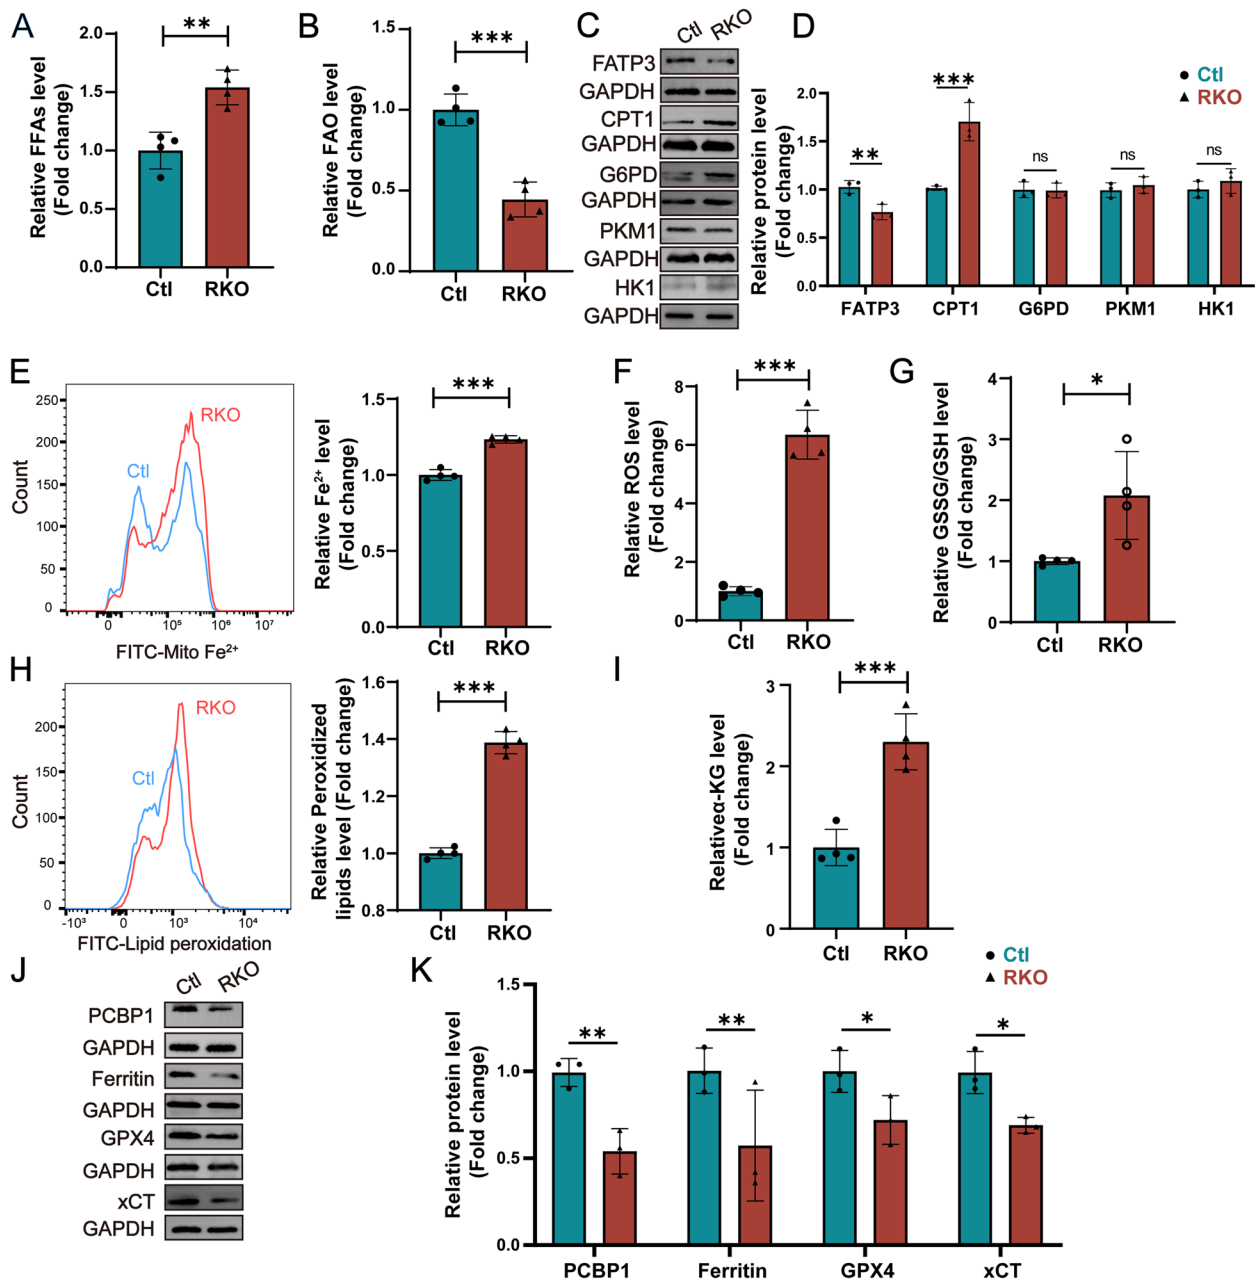 A
Relative FFAs level
(Fold change)
2.0
1.5
1.0
0.5
0.0
**
Ctl
RKO
B
Relative FAO level
(Fold change)
1.5
1.0
0.5
0.0
***
Ctl
RKO
C
Ctl
RKO
FATP3
GAPDH
CPT1
GAPDH
G6PD
GAPDH
PKM1
GAPDH
HK1
GAPDH
D
Ctl
RKO
Relative protein level
(Fold change)
2.0
1.5
1.0
0.5
0.0
**
***
ns
ns
ns
FATP3
CPT1
G6PD
PKM1
HK1
E
Count
250
200
150
100
50
0
RKO
Ctl
0
10⁵
10⁶
10⁷
FITC-Mito Fe²⁺
Relative Fe²⁺ level
(Fold change)
1.5
1.0
0.5
0.0
***
Ctl
RKO
F
Relative ROS level
(Fold change)
8
6
4
2
0
***
Ctl
RKO
G
Relative GSSG/GSH level
(Fold change)
4
3
2
1
0
*
Ctl
RKO
H
Count
200
150
100
50
0
RKO
Ctl
-10³
0
10³
10⁴
FITC-Lipid peroxidation
Relative Peroxidized
lipids level (Fold change)
1.6
1.4
1.2
1.0
0.8
***
Ctl
RKO
I
Relativeα-KG level
(Fold change)
3
2
1
0
***
Ctl
RKO
J
Ctl
RKO
PCBP1
GAPDH
Ferritin
GAPDH
GPX4
GAPDH
xCT
GAPDH
K
Ctl
RKO
Relative protein level
(Fold change)
1.5
1.0
0.5
0.0
**
**
*
*
PCBP1
Ferritin
GPX4
xCT